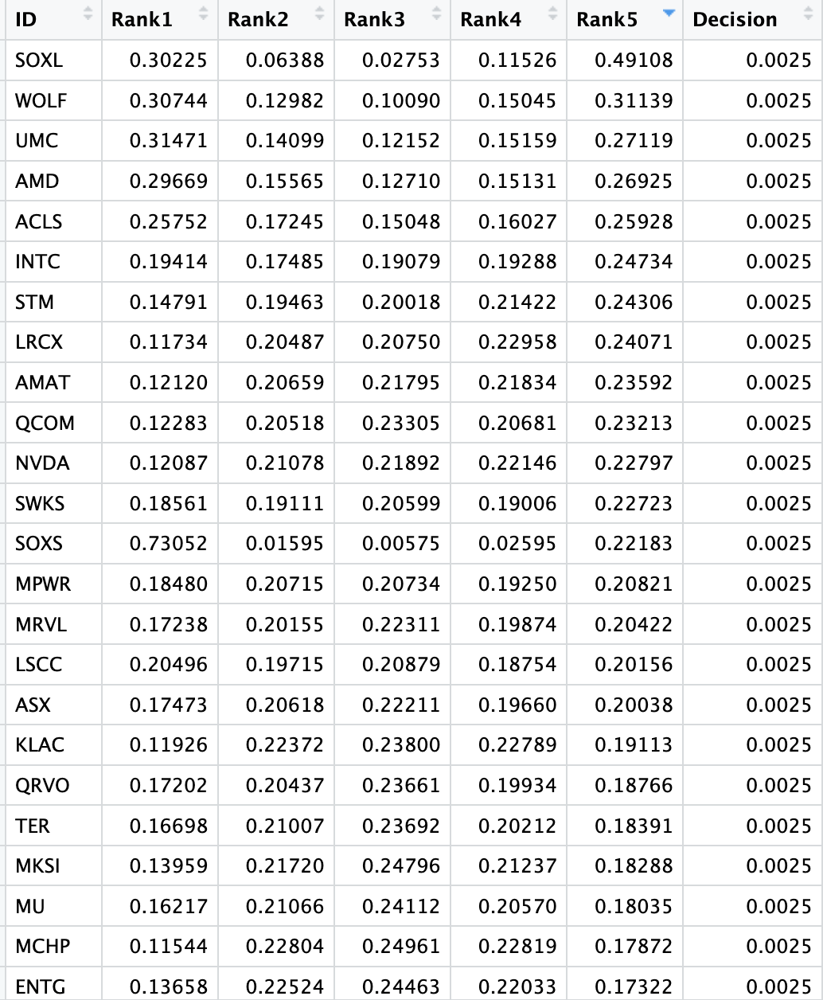 ID Rank1 Rank2 Rank3 Rank4 Rank5 Decision
SOXL 0.30225 0.06388 0.02753 0.11526 0.49108 0.0025
WOLF 0.30744 0.12982 0.10090 0.15045 0.31139 0.0025
UMC 0.31471 0.14099 0.12152 0.15159 0.27119 0.0025
AMD 0.29669 0.15565 0.12710 0.15131 0.26925 0.0025
ACLS 0.25752 0.17245 0.15048 0.16027 0.25928 0.0025
INTC 0.19414 0.17485 0.19079 0.19288 0.24734 0.0025
STM 0.14791 0.19463 0.20018 0.21422 0.24306 0.0025
LRCX 0.11734 0.20487 0.20750 0.22958 0.24071 0.0025
AMAT 0.12120 0.20659 0.21795 0.21834 0.23592 0.0025
QCOM 0.12283 0.20518 0.23305 0.20681 0.23213 0.0025
NVDA 0.12087 0.21078 0.21892 0.22146 0.22797 0.0025
SWKS 0.18561 0.19111 0.20599 0.19006 0.22723 0.0025
SOXS 0.73052 0.01595 0.00575 0.02595 0.22183 0.0025
MPWR 0.18480 0.20715 0.20734 0.19250 0.20821 0.0025
MRVL 0.17238 0.20155 0.22311 0.19874 0.20422 0.0025
LSCC 0.20496 0.19715 0.20879 0.18754 0.20156 0.0025
ASX 0.17473 0.20618 0.22211 0.19660 0.20038 0.0025
KLAC 0.11926 0.22372 0.23800 0.22789 0.19113 0.0025
QRVO 0.17202 0.20437 0.23661 0.19934 0.18766 0.0025
TER 0.16698 0.21007 0.23692 0.20212 0.18391 0.0025
MKSI 0.13959 0.21720 0.24796 0.21237 0.18288 0.0025
MU 0.16217 0.21066 0.24112 0.20570 0.18035 0.0025
MCHP 0.11544 0.22804 0.24961 0.22819 0.17872 0.0025
ENTG 0.13658 0.22524 0.24463 0.22033 0.17322 0.0025